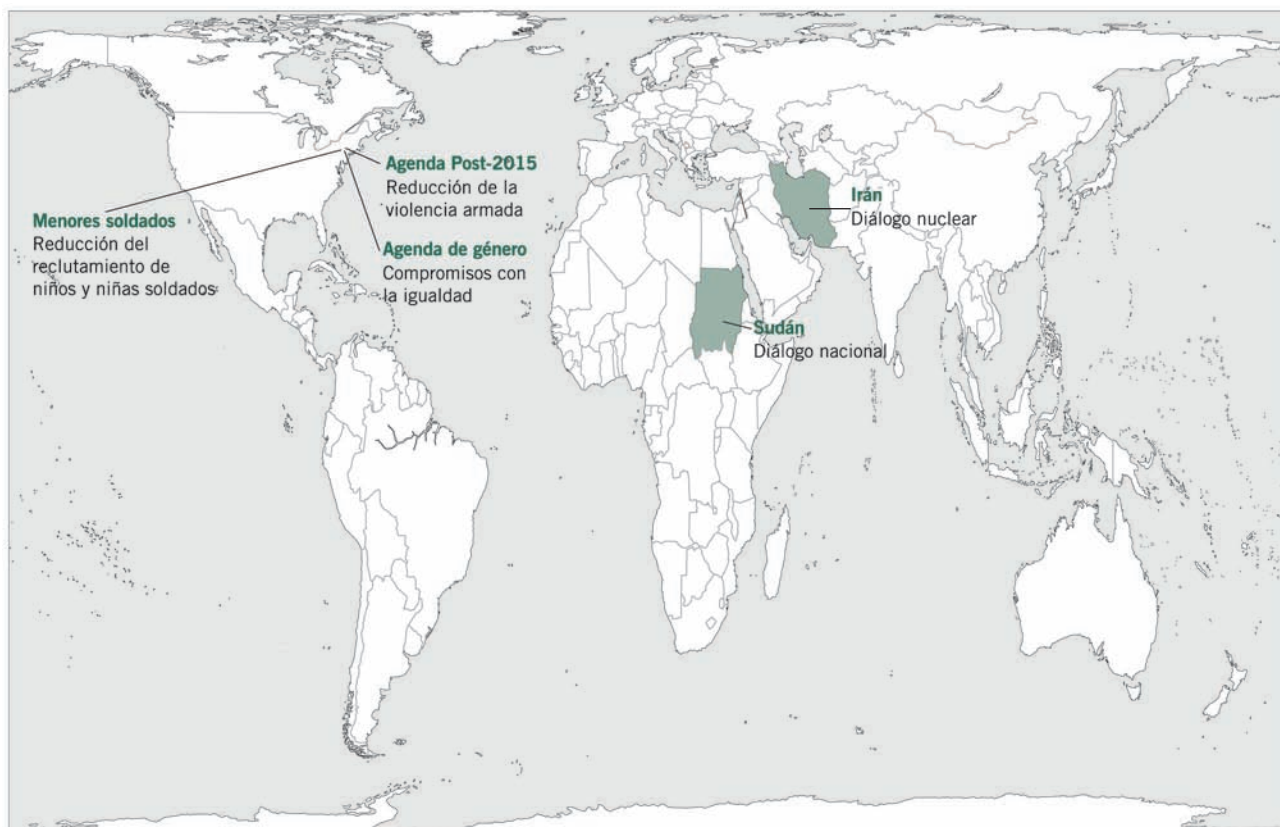 Agenda Post-2015
Reducción de la
violencia armada
Menores soldados
Reducción del
reclutamiento de
niños y niñas soldados
Agenda de género
Compromisos con
la igualdad
Irán
Diálogo nuclear
Sudán
Diálogo nacional